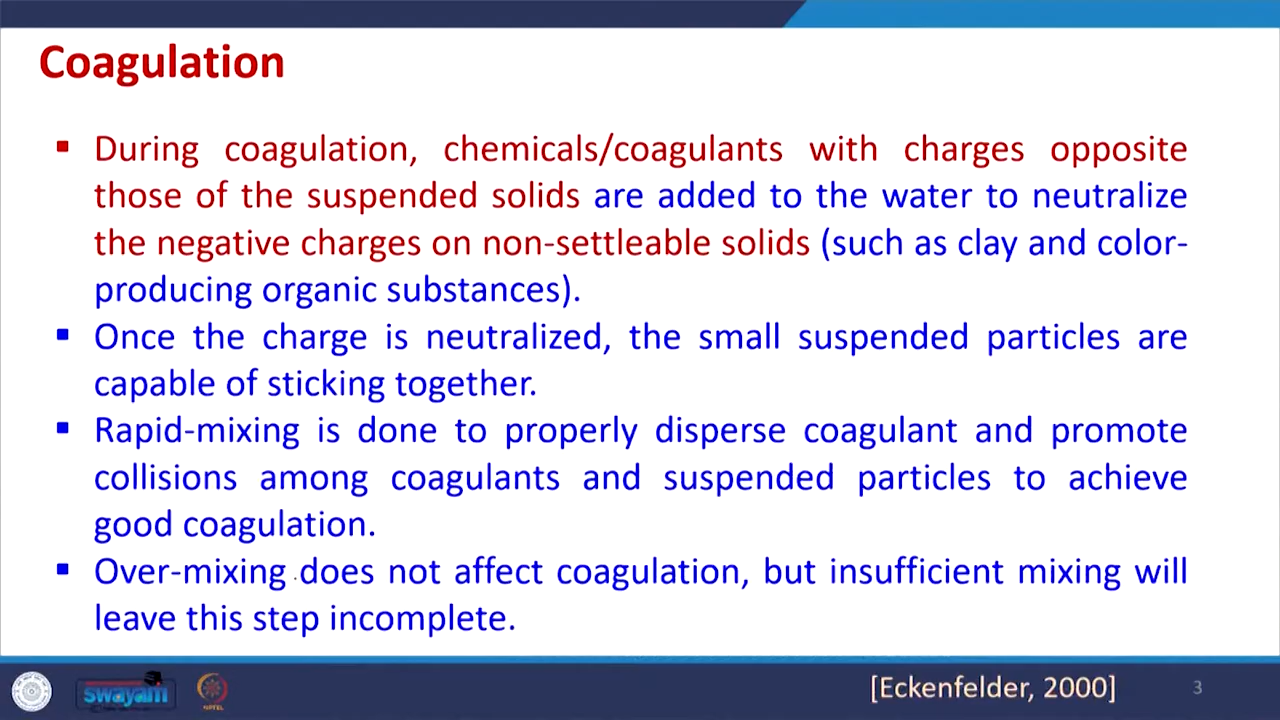 Coagulation
▪ During coagulation, chemicals/coagulants with charges opposite
those of the suspended solids are added to the water to neutralize
the negative charges on non-settleable solids (such as clay and color-
producing organic substances).
▪ Once the charge is neutralized, the small suspended particles are
capable of sticking together.
▪ Rapid-mixing is done to properly disperse coagulant and promote
collisions among coagulants and suspended particles to achieve
good coagulation.
▪ Over-mixing does not affect coagulation, but insufficient mixing will
leave this step incomplete.
swayam
[Eckenfelder, 2000]
3